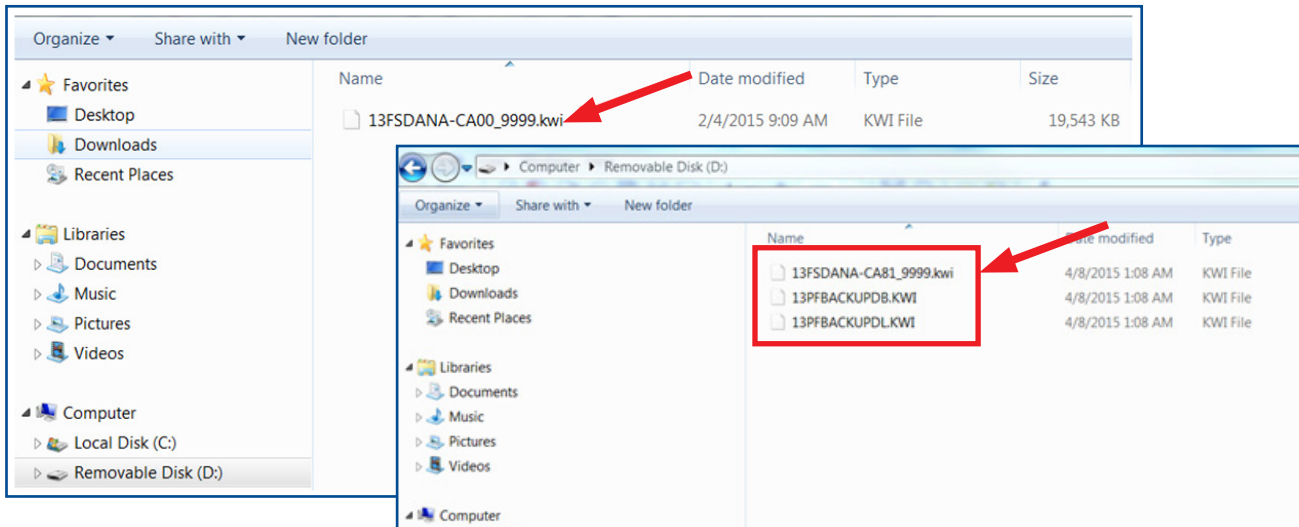 Organize Share with New folder
Favorites
Desktop
Downloads
Recent Places
Libraries
Documents
Music
Pictures
Videos
Computer
Local Disk (C:)
Removable Disk (D:)
Name Date modified Type Size
13FSDANA-CA00_9999.kwi 2/4/2015 9:09 AM KWI File 19,543 KB
Computer Removable Disk (D:)
Organize Share with New folder
Favorites
Desktop
Downloads
Recent Places
Libraries
Documents
Music
Pictures
Videos
Computer
Name Date modified Type
13FSDANA-CA81_9999.kwi 4/8/2015 1:08 AM KWI File
13PFBACKUPDB.KWI 4/8/2015 1:08 AM KWI File
13PFBACKUPDL.KWI 4/8/2015 1:08 AM KWI File